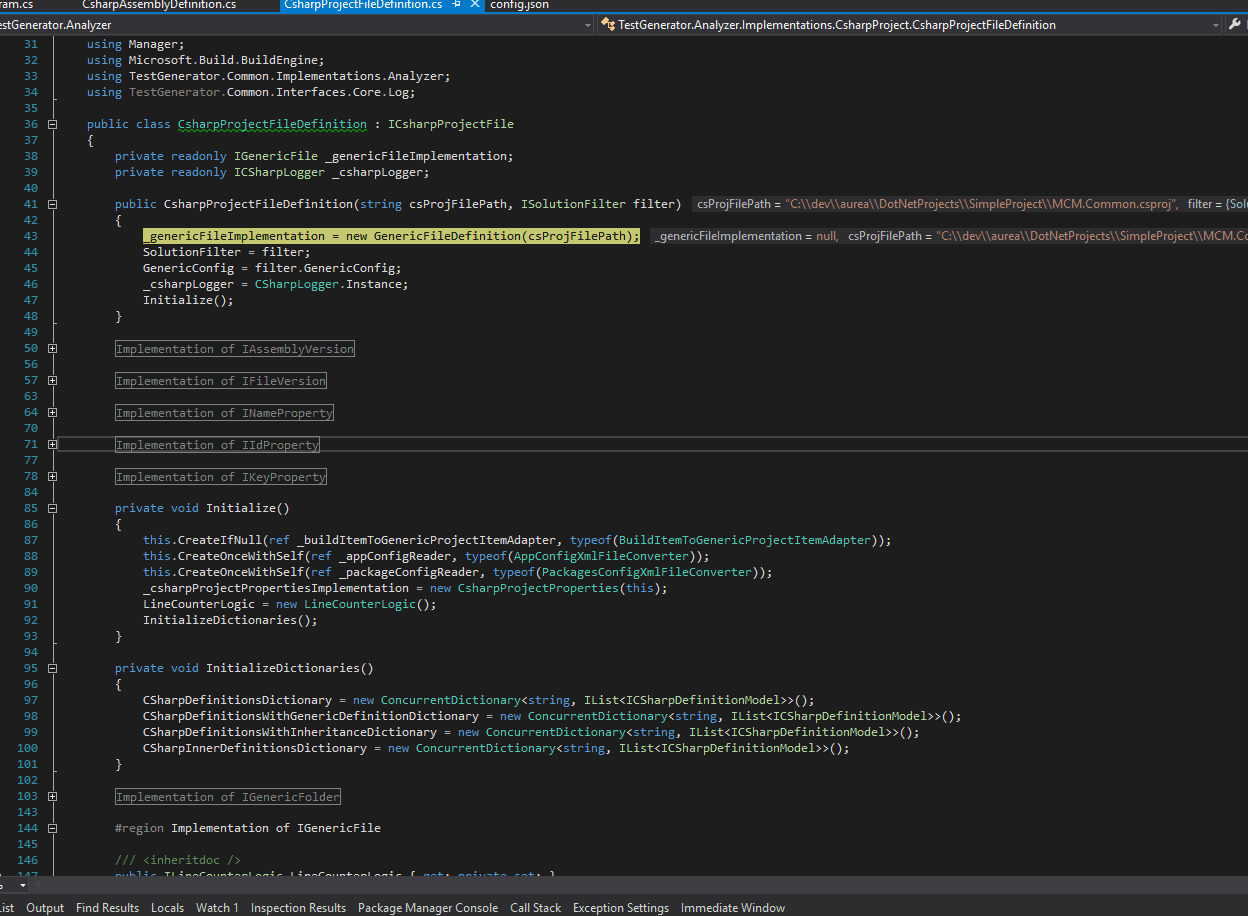 ram.cs CsharpAssemblyDefinition.cs CsharpProjectFileDefinition.cs config.json
estGenerator.Analyzer TestGenerator.Analyzer.Implementations.CsharpProject.CsharpProjectFileDefinition
31 using Manager;
32 using Microsoft.Build.BuildEngine;
33 using TestGenerator.Common.Implementations.Analyzer;
34 using TestGenerator.Common.Interfaces.Core.Log;
35
36 public class CsharpProjectFileDefinition : ICsharpProjectFile
37 {
38 private readonly IGenericFile _genericFileImplementation;
39 private readonly ICSharpLogger _csharpLogger;
40
41 public CsharpProjectFileDefinition(string csProjFilePath, ISolutionFilter filter) csProjFilePath = "C:\\dev\\aurea\\DotNetProjects\\SimpleProject\\MCM.Common.csproj", filter = {Solu
42 {
43 _genericFileImplementation = new GenericFileDefinition(csProjFilePath); _genericFileImplementation = null, csProjFilePath = "C:\\dev\\aurea\\DotNetProjects\\SimpleProject\\MCM.Co
44 SolutionFilter = filter;
45 GenericConfig = filter.GenericConfig;
46 _csharpLogger = CSharpLogger.Instance;
47 Initialize();
48 }
49
50 Implementation of IAssemblyVersion
56
57 Implementation of IFileVersion
63
64 Implementation of INameProperty
70
71 Implementation of IIdProperty
77
78 Implementation of IKeyProperty
84
85 private void Initialize()
86 {
87 this.CreateIfNull(ref _buildItemToGenericProjectItemAdapter, typeof(BuildItemToGenericProjectItemAdapter));
88 this.CreateOnceWithSelf(ref _appConfigReader, typeof(AppConfigXmlFileConverter));
89 this.CreateOnceWithSelf(ref _packageConfigReader, typeof(PackagesConfigXmlFileConverter));
90 _csharpProjectPropertiesImplementation = new CsharpProjectProperties(this);
91 LineCounterLogic = new LineCounterLogic();
92 InitializeDictionaries();
93 }
94
95 private void InitializeDictionaries()
96 {
97 CSharpDefinitionsDictionary = new ConcurrentDictionary<string, IList<ICSharpDefinitionModel>>();
98 CSharpDefinitionsWithGenericDefinitionDictionary = new ConcurrentDictionary<string, IList<ICSharpDefinitionModel>>();
99 CSharpDefinitionsWithInheritanceDictionary = new ConcurrentDictionary<string, IList<ICSharpDefinitionModel>>();
100 CSharpInnerDefinitionsDictionary = new ConcurrentDictionary<string, IList<ICSharpDefinitionModel>>();
101 }
102
103 Implementation of IGenericFolder
143
144 #region Implementation of IGenericFile
145
146 /// <inheritdoc />
147 public ILineCounterLogic LineCounterLogic { get; private set; }
ist Output Find Results Locals Watch 1 Inspection Results Package Manager Console Call Stack Exception Settings Immediate Window